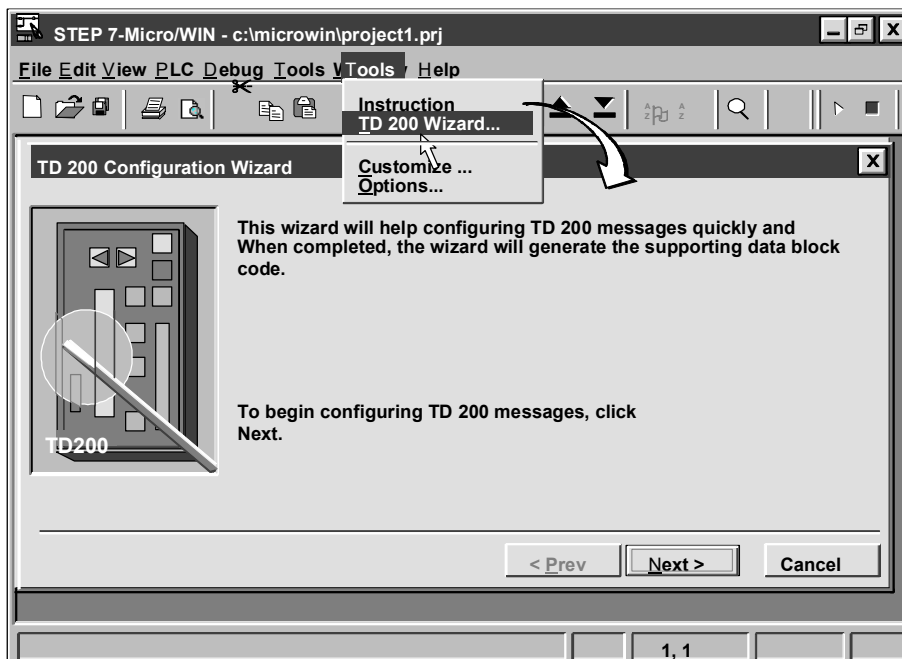 STEP 7-Micro/WIN - c:\microwin\project1.prj
File Edit View PLC Debug Tools W Tools Help
Instruction
TD 200 Wizard...
Customize ...
Options...
TD 200 Configuration Wizard
This wizard will help configuring TD 200 messages quickly and
When completed, the wizard will generate the supporting data block
code.
To begin configuring TD 200 messages, click
Next.
TD200
< Prev
Next >
Cancel
1, 1